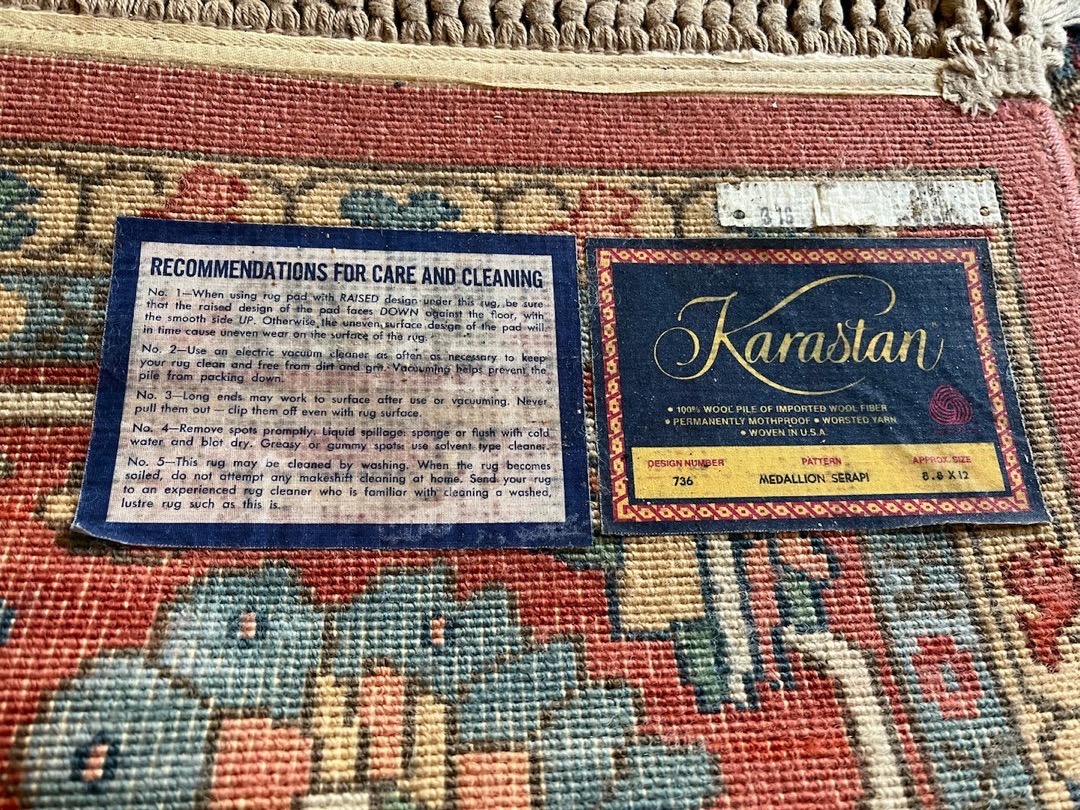 RECOMMENDATIONS FOR CARE AND CLEANING
No. 1—When using rug pad with RAISED design under this rug, be sure
that the raised design of the pad faces DOWN against the floor, with
the smooth side UP. Otherwise, the uneven surface design of the pad will
in time cause uneven wear on the surface of the rug.
No. 2—Use an electric vacuum cleaner as often as necessary to keep
your rug clean and free from dirt and grit. Vacuuming helps prevent the
pile from packing down.
No. 3—Long ends may work to surface after use or vacuuming. Never
pull them out — clip them off even with rug surface.
No. 4—Remove spots promptly. Liquid spillage: sponge or flush with cold
water and blot dry. Greasy or gummy spots: use solvent type cleaner.
No. 5—This rug may be cleaned by washing. When the rug becomes
soiled, do not attempt any makeshift cleaning at home. Send your rug
to an experienced rug cleaner who is familiar with cleaning a washed,
lustre rug such as this is.
Karastan
• 100% WOOL PILE OF IMPORTED WOOL FIBER
• PERMANENTLY MOTHPROOF • WORSTED YARN
• WOVEN IN U.S.A
DESIGN NUMBER PATTERN APPROX. SIZE
736 MEDALLION SERAPI 8.8 X 12